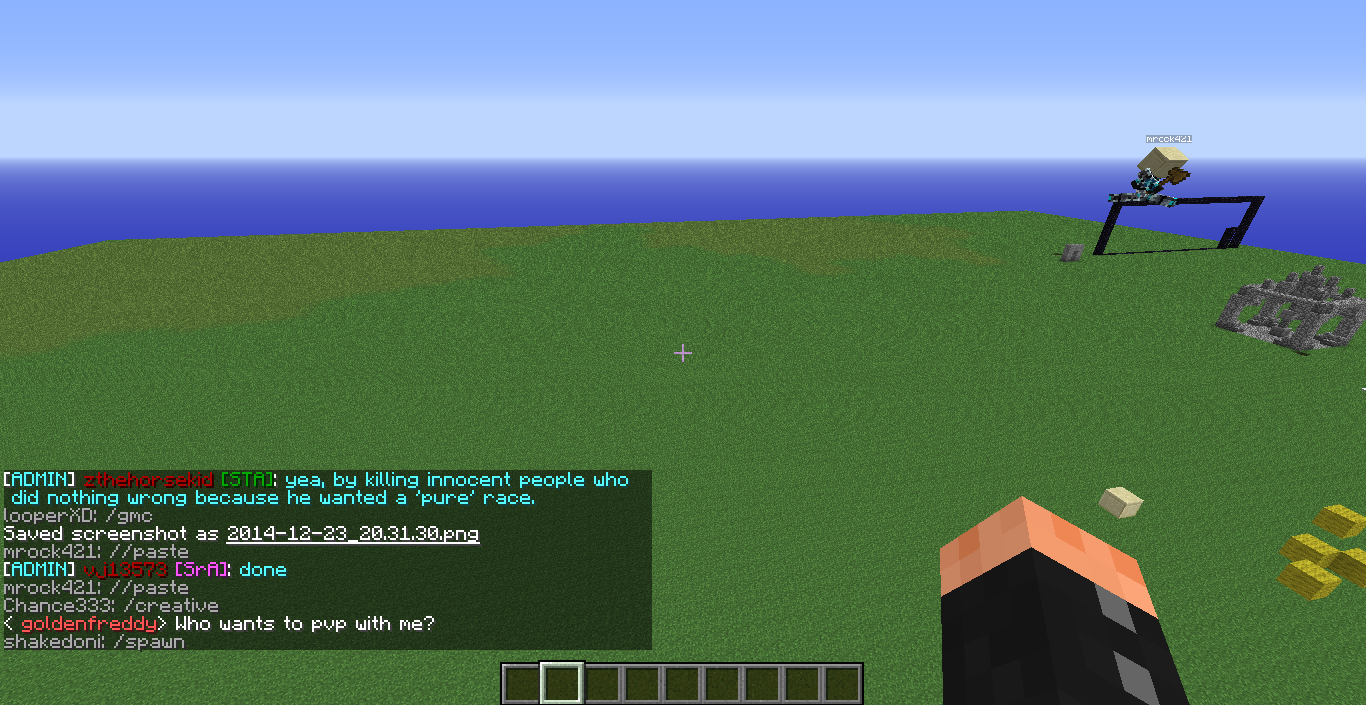 mrock421
[ADMIN] zthehorsekid [STA]: yea, by killing innocent people who
did nothing wrong because he wanted a 'pure' race.
looperXD: /gmc
Saved screenshot as 2014-12-23_20.31.30.png
mrock421: //paste
[ADMIN] vj13573 [SrA]: done
mrock421: //paste
Chance333: /creative
< goldenfreddy> Who wants to pvp with me?
shakedoni: /spawn